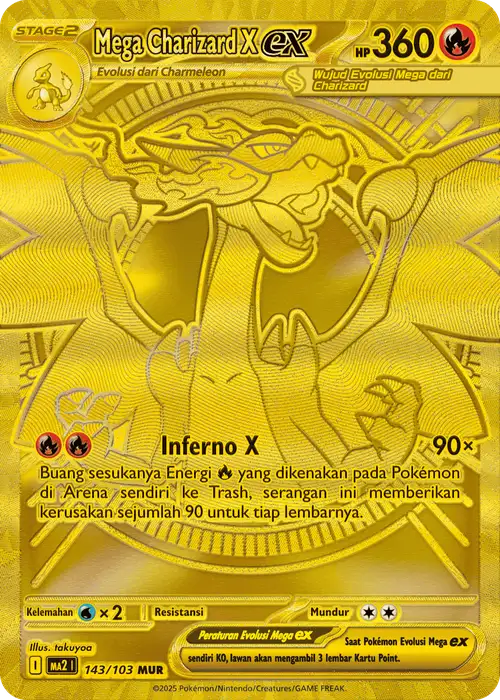 STAGE2 Mega Charizard X ex HP 360
Evolusi dari Charmeleon
Wujud Evolusi Mega dari
Charizard
Inferno X 90×
Buang sesukanya Energi yang dikenakan pada Pokémon
di Arena sendiri ke Trash, serangan ini memberikan
kerusakan sejumlah 90 untuk tiap lembarnya.
Kelemahan ×2 Resistansi Mundur
Illus. takuyoa
Peraturan Evolusi Mega ex Saat Pokémon Evolusi Mega ex
sendiri KO, lawan akan mengambil 3 lembar Kartu Point.
I MA2 I 143/103 MUR
©2025 Pokémon/Nintendo/Creatures/GAME FREAK.